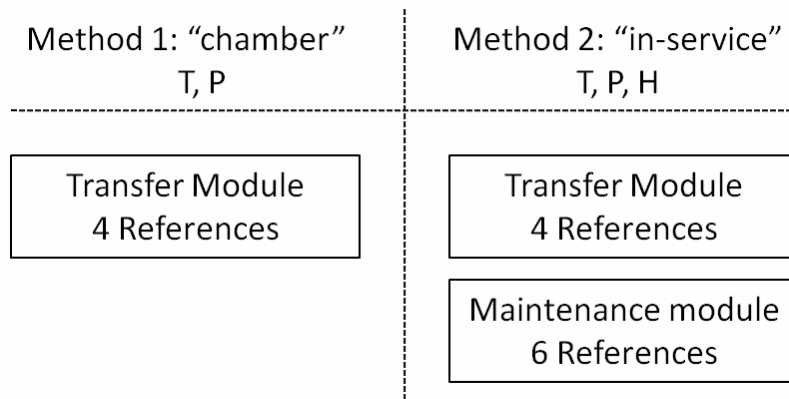 Method 1: “chamber”
T, P
Method 2: “in-service”
T, P, H
Transfer Module
4 References
Transfer Module
4 References
Maintenance module
6 References